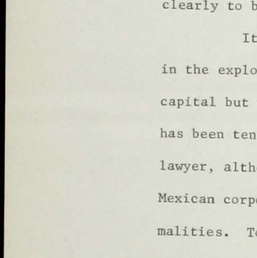 clearly to b
It
in the explo
capital but
has been ten
lawyer, alth
Mexican corp
malities. T